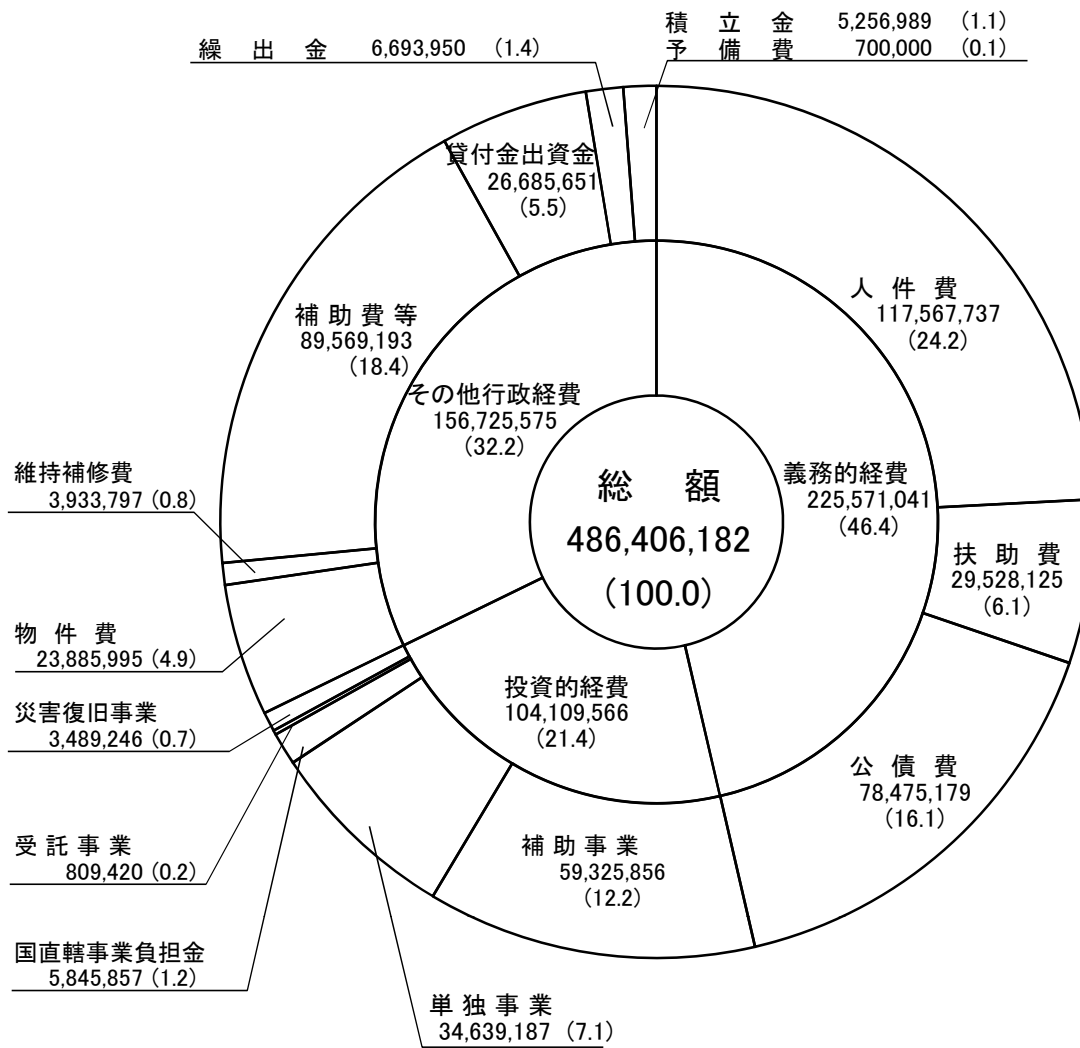 積　立　金　5,256,989　(1.1)
繰　出　金　6,693,950　(1.4)
予　備　費　700,000　(0.1)
貸付金出資金
26,685,651
(5.5)
人　件　費
117,567,737
(24.2)
補 助 費 等
89,569,193
(18.4)
その他行政経費
156,725,575
(32.2)
維持補修費
3,933,797 (0.8)
総　額
486,406,182
(100.0)
義務的経費
225,571,041
(46.4)
扶　助　費
29,528,125
(6.1)
物　件　費
23,885,995 (4.9)
災害復旧事業
3,489,246 (0.7)
投資的経費
104,109,566
(21.4)
公　債　費
78,475,179
(16.1)
受 託 事 業
809,420 (0.2)
補 助 事 業
59,325,856
(12.2)
国直轄事業負担金
5,845,857 (1.2)
単 独 事 業
34,639,187 (7.1)